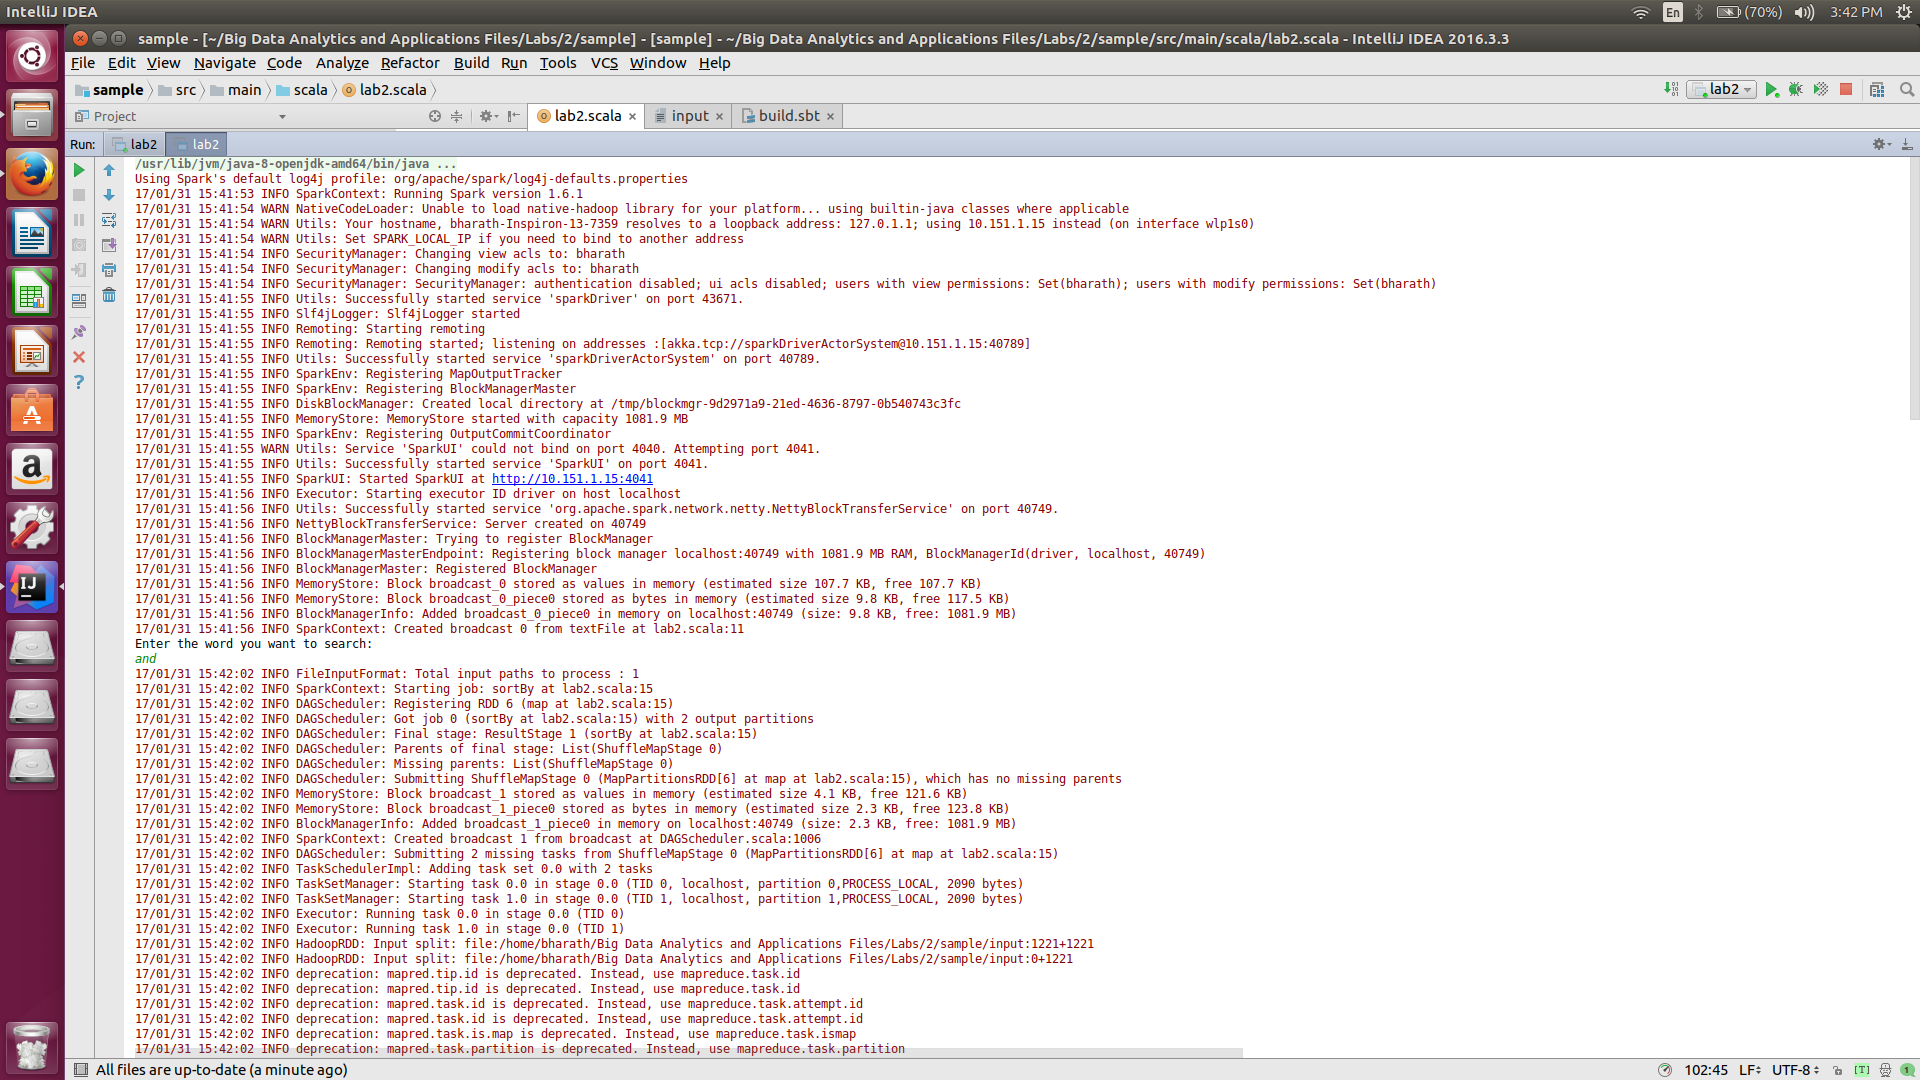 IntelliJ IDEA
En
(70%)
3:42 PM
sample - [~/Big Data Analytics and Applications Files/Labs/2/sample] - [sample] - ~/Big Data Analytics and Applications Files/Labs/2/sample/src/main/scala/lab2.scala - IntelliJ IDEA 2016.3.3
File Edit View Navigate Code Analyze Refactor Build Run Tools VCS Window Help
sample src main scala lab2.scala
lab2
Project
lab2.scala input build.sbt
Run: lab2 lab2
/usr/lib/jvm/java-8-openjdk-amd64/bin/java ...
Using Spark's default log4j profile: org/apache/spark/log4j-defaults.properties
17/01/31 15:41:53 INFO SparkContext: Running Spark version 1.6.1
17/01/31 15:41:54 WARN NativeCodeLoader: Unable to load native-hadoop library for your platform... using builtin-java classes where applicable
17/01/31 15:41:54 WARN Utils: Your hostname, bharath-Inspiron-13-7359 resolves to a loopback address: 127.0.1.1; using 10.151.1.15 instead (on interface wlp1s0)
17/01/31 15:41:54 WARN Utils: Set SPARK_LOCAL_IP if you need to bind to another address
17/01/31 15:41:54 INFO SecurityManager: Changing view acls to: bharath
17/01/31 15:41:54 INFO SecurityManager: Changing modify acls to: bharath
17/01/31 15:41:54 INFO SecurityManager: SecurityManager: authentication disabled; ui acls disabled; users with view permissions: Set(bharath); users with modify permissions: Set(bharath)
17/01/31 15:41:55 INFO Utils: Successfully started service 'sparkDriver' on port 43671.
17/01/31 15:41:55 INFO Slf4jLogger: Slf4jLogger started
17/01/31 15:41:55 INFO Remoting: Starting remoting
17/01/31 15:41:55 INFO Remoting: Remoting started; listening on addresses :[akka.tcp://sparkDriverActorSystem@10.151.1.15:40789]
17/01/31 15:41:55 INFO Utils: Successfully started service 'sparkDriverActorSystem' on port 40789.
17/01/31 15:41:55 INFO SparkEnv: Registering MapOutputTracker
17/01/31 15:41:55 INFO SparkEnv: Registering BlockManagerMaster
17/01/31 15:41:55 INFO DiskBlockManager: Created local directory at /tmp/blockmgr-9d2971a9-21ed-4636-8797-0b540743c3fc
17/01/31 15:41:55 INFO MemoryStore: MemoryStore started with capacity 1081.9 MB
17/01/31 15:41:55 INFO SparkEnv: Registering OutputCommitCoordinator
17/01/31 15:41:55 WARN Utils: Service 'SparkUI' could not bind on port 4040. Attempting port 4041.
17/01/31 15:41:55 INFO Utils: Successfully started service 'SparkUI' on port 4041.
17/01/31 15:41:55 INFO SparkUI: Started SparkUI at http://10.151.1.15:4041
17/01/31 15:41:56 INFO Executor: Starting executor ID driver on host localhost
17/01/31 15:41:56 INFO Utils: Successfully started service 'org.apache.spark.network.netty.NettyBlockTransferService' on port 40749.
17/01/31 15:41:56 INFO NettyBlockTransferService: Server created on 40749
17/01/31 15:41:56 INFO BlockManagerMaster: Trying to register BlockManager
17/01/31 15:41:56 INFO BlockManagerMasterEndpoint: Registering block manager localhost:40749 with 1081.9 MB RAM, BlockManagerId(driver, localhost, 40749)
17/01/31 15:41:56 INFO BlockManagerMaster: Registered BlockManager
17/01/31 15:41:56 INFO MemoryStore: Block broadcast_0 stored as values in memory (estimated size 107.7 KB, free 107.7 KB)
17/01/31 15:41:56 INFO MemoryStore: Block broadcast_0_piece0 stored as bytes in memory (estimated size 9.8 KB, free 117.5 KB)
17/01/31 15:41:56 INFO BlockManagerInfo: Added broadcast_0_piece0 in memory on localhost:40749 (size: 9.8 KB, free: 1081.9 MB)
17/01/31 15:41:56 INFO SparkContext: Created broadcast 0 from textFile at lab2.scala:11
Enter the word you want to search:
and
17/01/31 15:42:02 INFO FileInputFormat: Total input paths to process : 1
17/01/31 15:42:02 INFO SparkContext: Starting job: sortBy at lab2.scala:15
17/01/31 15:42:02 INFO DAGScheduler: Registering RDD 6 (map at lab2.scala:15)
17/01/31 15:42:02 INFO DAGScheduler: Got job 0 (sortBy at lab2.scala:15) with 2 output partitions
17/01/31 15:42:02 INFO DAGScheduler: Final stage: ResultStage 1 (sortBy at lab2.scala:15)
17/01/31 15:42:02 INFO DAGScheduler: Parents of final stage: List(ShuffleMapStage 0)
17/01/31 15:42:02 INFO DAGScheduler: Missing parents: List(ShuffleMapStage 0)
17/01/31 15:42:02 INFO DAGScheduler: Submitting ShuffleMapStage 0 (MapPartitionsRDD[6] at map at lab2.scala:15), which has no missing parents
17/01/31 15:42:02 INFO MemoryStore: Block broadcast_1 stored as values in memory (estimated size 4.1 KB, free 121.6 KB)
17/01/31 15:42:02 INFO MemoryStore: Block broadcast_1_piece0 stored as bytes in memory (estimated size 2.3 KB, free 123.8 KB)
17/01/31 15:42:02 INFO BlockManagerInfo: Added broadcast_1_piece0 in memory on localhost:40749 (size: 2.3 KB, free: 1081.9 MB)
17/01/31 15:42:02 INFO SparkContext: Created broadcast 1 from broadcast at DAGScheduler.scala:1006
17/01/31 15:42:02 INFO DAGScheduler: Submitting 2 missing tasks from ShuffleMapStage 0 (MapPartitionsRDD[6] at map at lab2.scala:15)
17/01/31 15:42:02 INFO TaskSchedulerImpl: Adding task set 0.0 with 2 tasks
17/01/31 15:42:02 INFO TaskSetManager: Starting task 0.0 in stage 0.0 (TID 0, localhost, partition 0,PROCESS_LOCAL, 2090 bytes)
17/01/31 15:42:02 INFO TaskSetManager: Starting task 1.0 in stage 0.0 (TID 1, localhost, partition 1,PROCESS_LOCAL, 2090 bytes)
17/01/31 15:42:02 INFO Executor: Running task 0.0 in stage 0.0 (TID 0)
17/01/31 15:42:02 INFO Executor: Running task 1.0 in stage 0.0 (TID 1)
17/01/31 15:42:02 INFO HadoopRDD: Input split: file:/home/bharath/Big Data Analytics and Applications Files/Labs/2/sample/input:1221+1221
17/01/31 15:42:02 INFO HadoopRDD: Input split: file:/home/bharath/Big Data Analytics and Applications Files/Labs/2/sample/input:0+1221
17/01/31 15:42:02 INFO deprecation: mapred.tip.id is deprecated. Instead, use mapreduce.task.id
17/01/31 15:42:02 INFO deprecation: mapred.tip.id is deprecated. Instead, use mapreduce.task.id
17/01/31 15:42:02 INFO deprecation: mapred.task.id is deprecated. Instead, use mapreduce.task.attempt.id
17/01/31 15:42:02 INFO deprecation: mapred.task.id is deprecated. Instead, use mapreduce.task.attempt.id
17/01/31 15:42:02 INFO deprecation: mapred.task.is.map is deprecated. Instead, use mapreduce.task.ismap
17/01/31 15:42:02 INFO deprecation: mapred.task.partition is deprecated. Instead, use mapreduce.task.partition
All files are up-to-date (a minute ago)
102:45 LF UTF-8 [T] 1